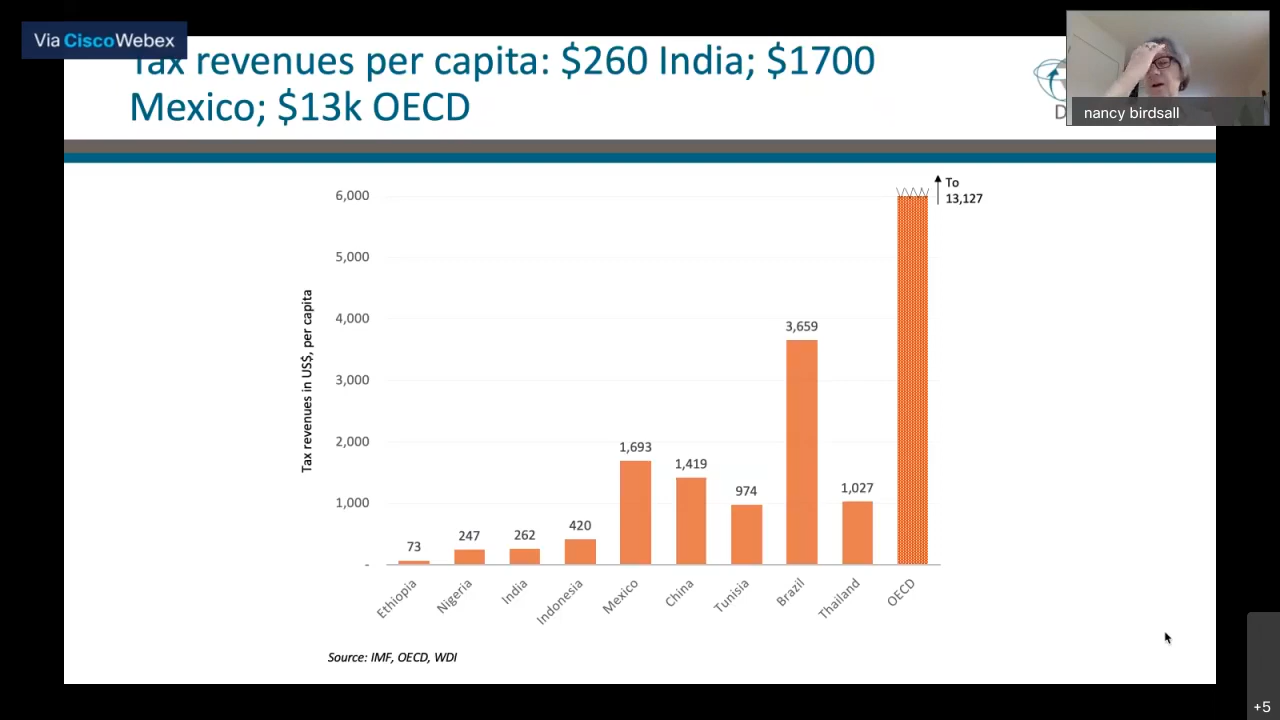 Via CiscoWebex
Tax revenues per capita: $260 India; $1700
Mexico; $13k OECD
D
nancy birdsall
To
13,127
6,000
5,000
4,000
3,000
2,000
1,000
-
Tax revenues in US$, per capita
73
247
262
420
1,693
1,419
974
3,659
1,027
Ethiopia
Nigeria
India
Indonesia
Mexico
China
Tunisia
Brazil
Thailand
OECD
Source: IMF, OECD, WDI
+5